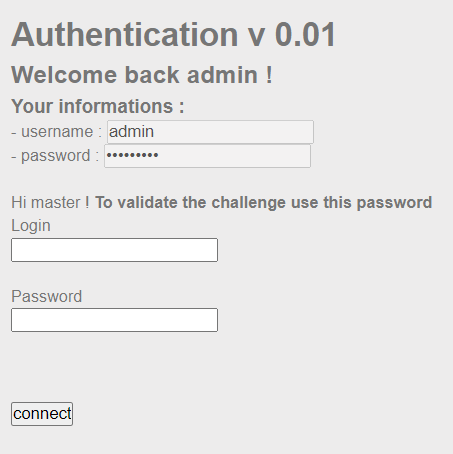 Authentication v 0.01
Welcome back admin !
Your informations :
- username : admin
- password : •••••••••
Hi master ! To validate the challenge use this password
Login
Password
connect